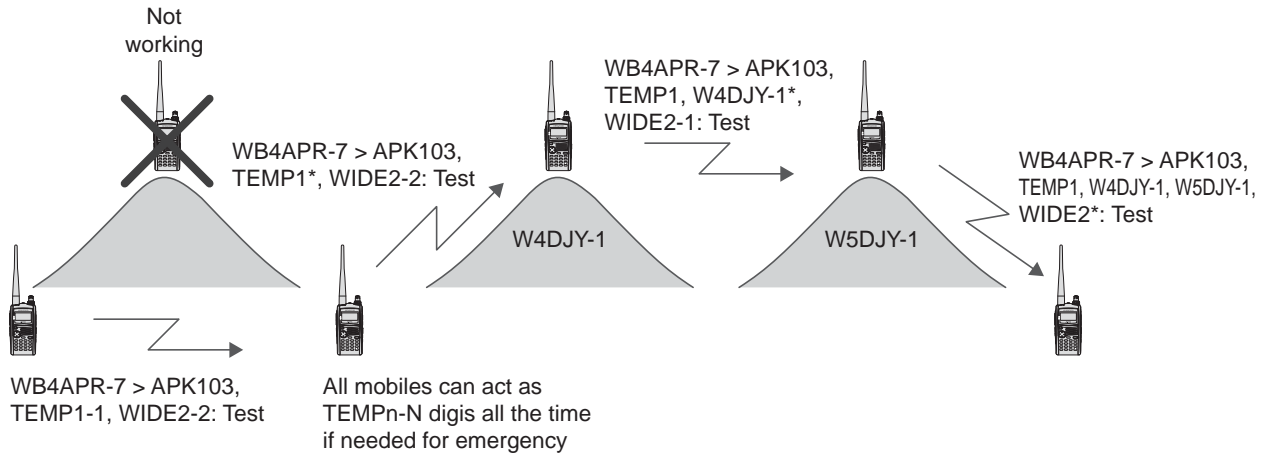 Not
working
WB4APR-7 > APK103,
TEMP1*, WIDE2-2: Test
WB4APR-7 > APK103,
TEMP1, W4DJY-1*,
WIDE2-1: Test
WB4APR-7 > APK103,
TEMP1, W4DJY-1, W5DJY-1,
WIDE2*: Test
W4DJY-1
W5DJY-1
WB4APR-7 > APK103,
TEMP1-1, WIDE2-2: Test
All mobiles can act as
TEMPn-N digis all the time
if needed for emergency